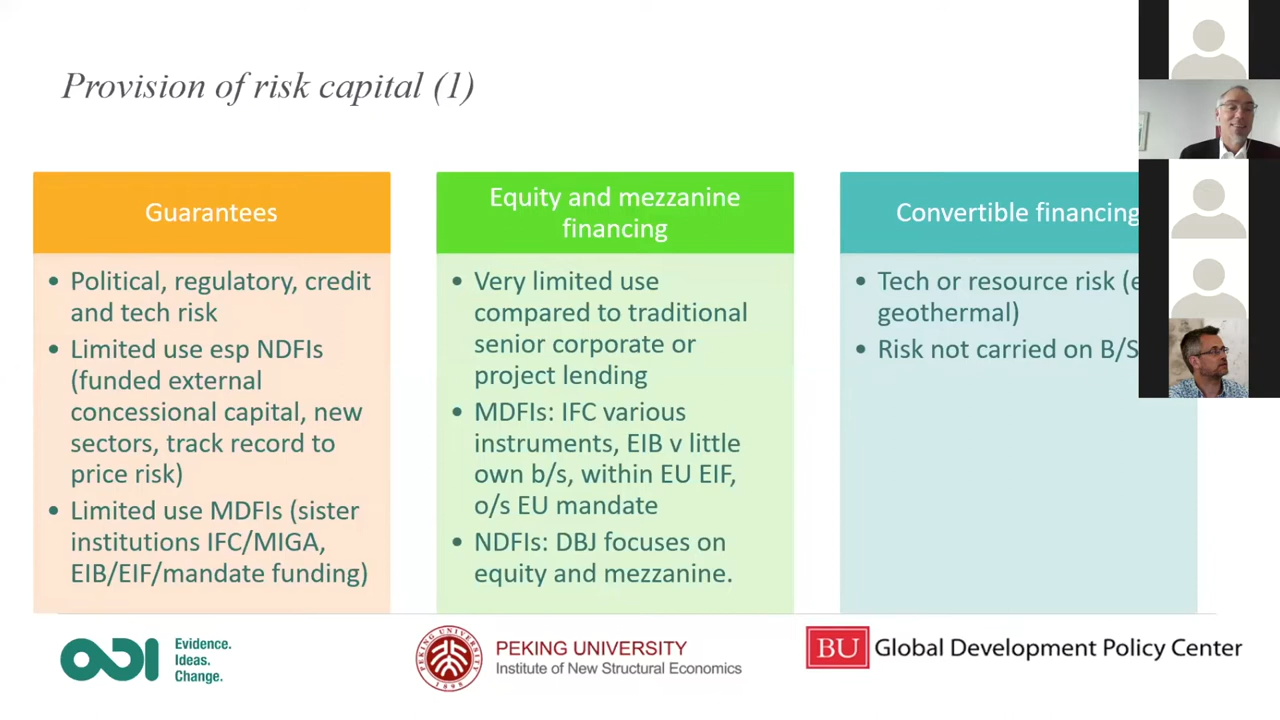 Provision of risk capital (1)
Guarantees
• Political, regulatory, credit
and tech risk
• Limited use esp NDFIs
(funded external
concessional capital, new
sectors, track record to
price risk)
• Limited use MDFIs (sister
institutions IFC/MIGA,
EIB/EIF/mandate funding)
Equity and mezzanine
financing
• Very limited use
compared to traditional
senior corporate or
project lending
• MDFIs: IFC various
instruments, EIB v little
own b/s, within EU EIF,
o/s EU mandate
• NDFIs: DBJ focuses on
equity and mezzanine.
Convertible financing
• Tech or resource risk (
geothermal)
• Risk not carried on B/S
ODI
Evidence.
Ideas.
Change.
PEKING UNIVERSITY
1898
PEKING UNIVERSITY
Institute of New Structural Economics
BU
Global Development Policy Center